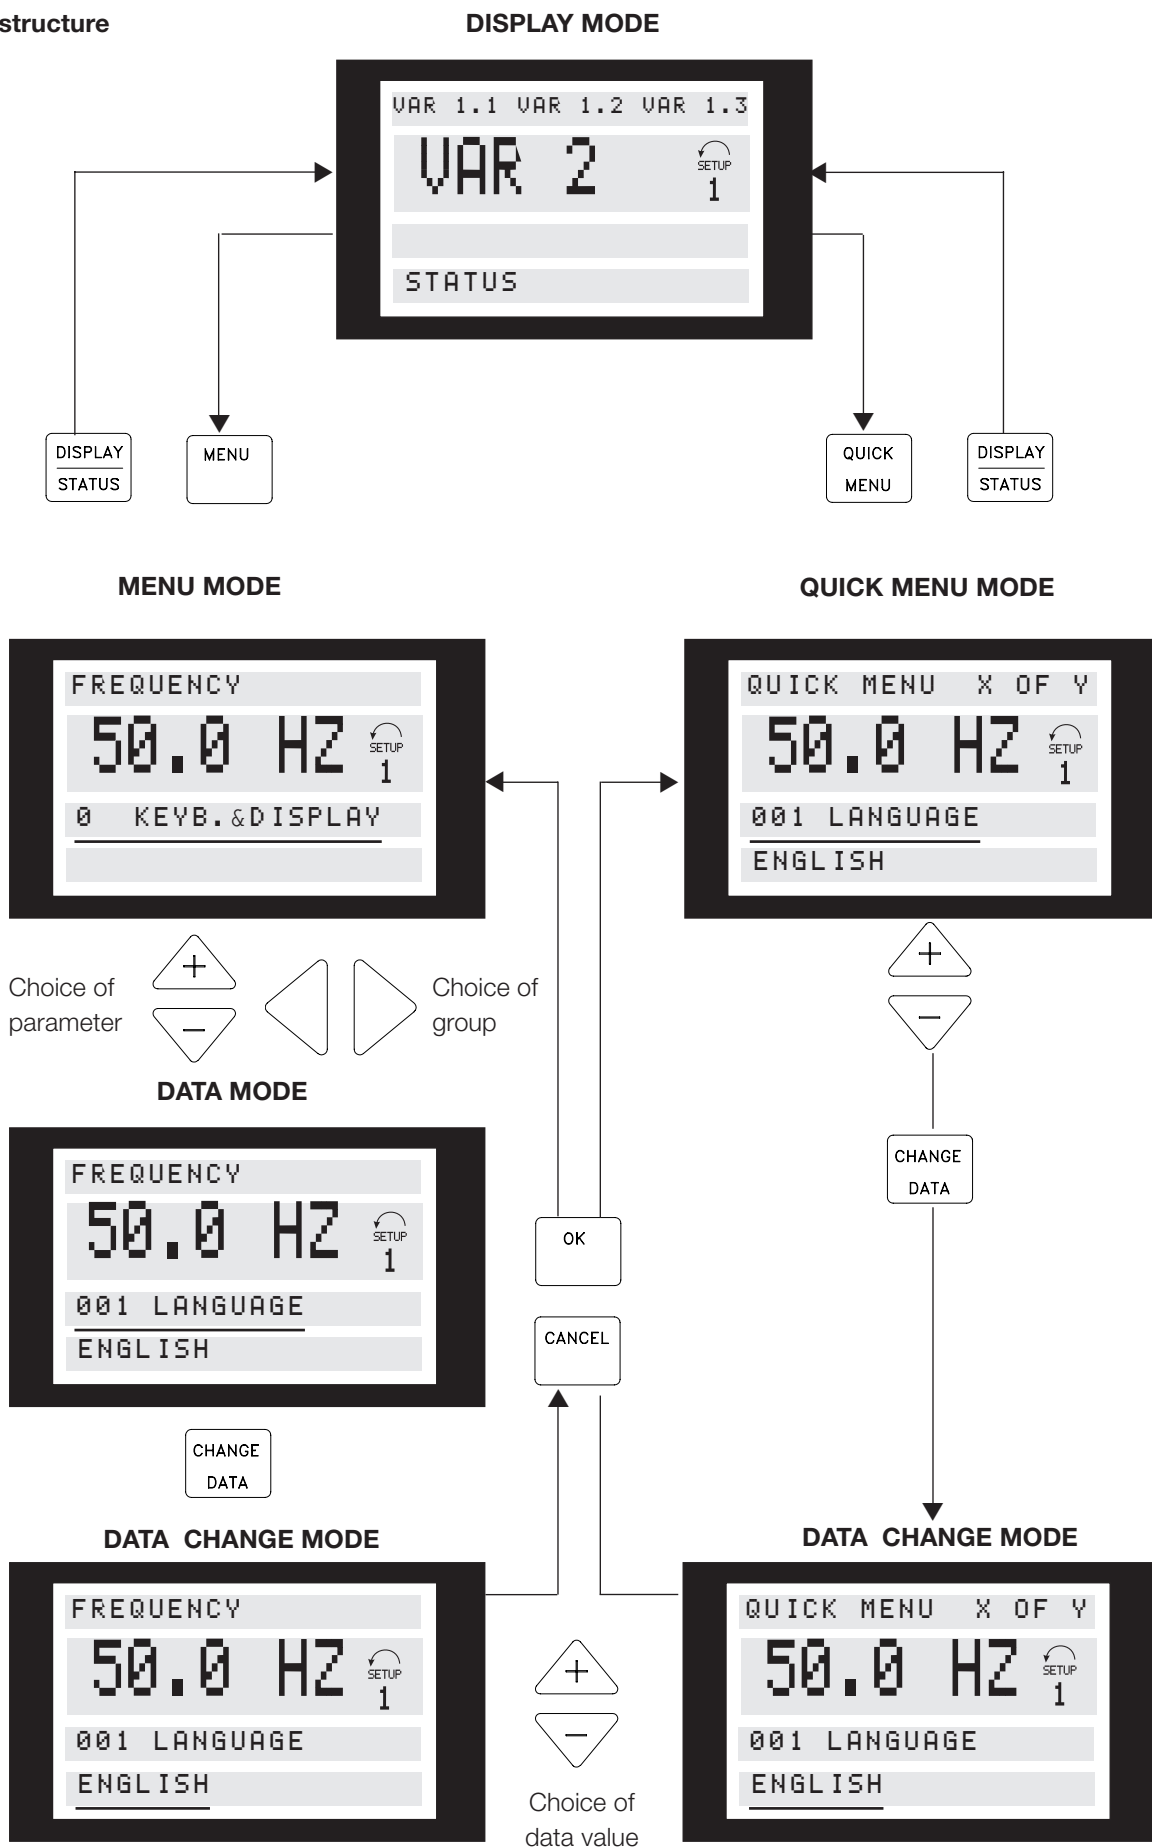 structure
DISPLAY MODE
VAR 1.1 VAR 1.2 VAR 1.3
VAR 2
SETUP
1
STATUS
DISPLAY
STATUS
MENU
QUICK
MENU
DISPLAY
STATUS
MENU MODE
QUICK MENU MODE
FREQUENCY
50.0 HZ
SETUP
1
0 KEYB.&DISPLAY
QUICK MENU X OF Y
50.0 HZ
SETUP
1
001 LANGUAGE
ENGLISH
Choice of
parameter
+
−
Choice of
group
+
−
DATA MODE
FREQUENCY
50.0 HZ
SETUP
1
001 LANGUAGE
ENGLISH
CHANGE
DATA
OK
CANCEL
CHANGE
DATA
DATA CHANGE MODE
DATA CHANGE MODE
FREQUENCY
50.0 HZ
SETUP
1
001 LANGUAGE
ENGLISH
+
−
Choice of
data value
QUICK MENU X OF Y
50.0 HZ
SETUP
1
001 LANGUAGE
ENGLISH